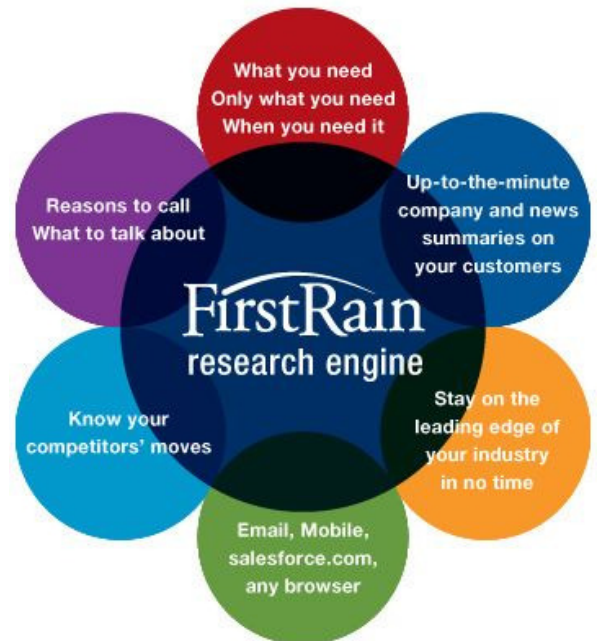 What you need
Only what you need
When you need it
Up-to-the-minute
company and news
summaries on
your customers
Stay on the
leading edge of
your industry
in no time
Email, Mobile,
salesforce.com,
any browser
Know your
competitors’ moves
Reasons to call
What to talk about
FirstRain
research engine